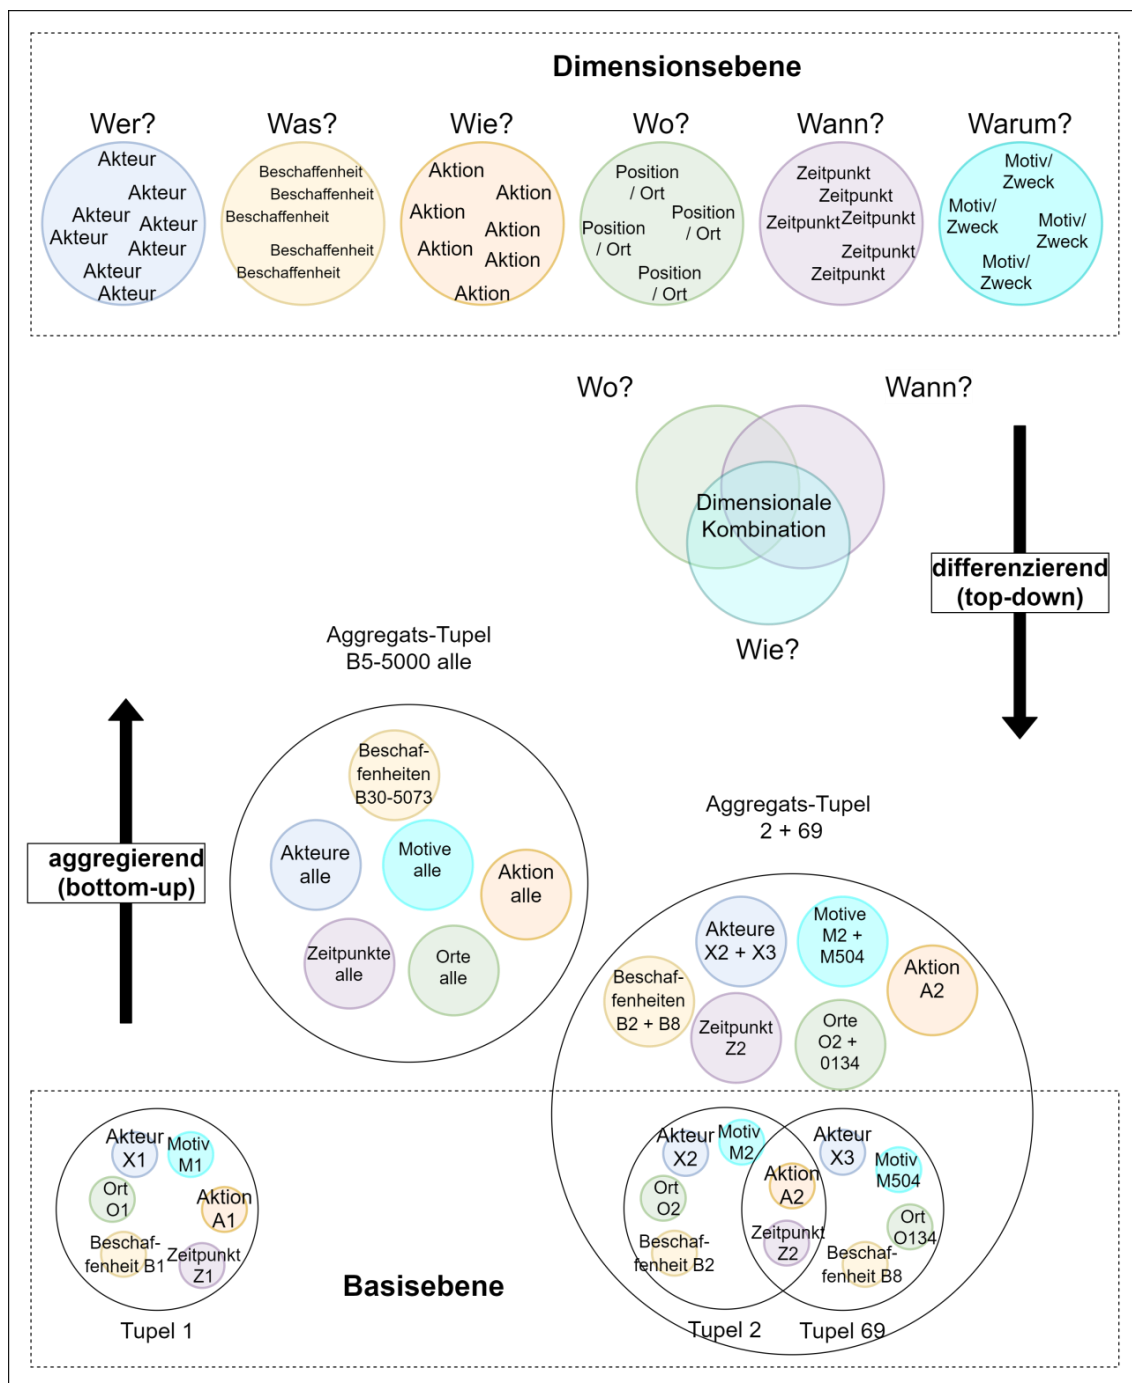 Dimensionsebene
Wer?
Was?
Wie?
Wo?
Wann?
Warum?
Akteur
Akteur
Akteur
Akteur
Akteur
Akteur
Akteur
Akteur
Beschaffenheit
Beschaffenheit
Beschaffenheit
Beschaffenheit
Beschaffenheit
Aktion
Aktion
Aktion
Aktion
Aktion
Aktion
Aktion
Position
/ Ort
Position
/ Ort
Position
/ Ort
Position
/ Ort
Zeitpunkt
Zeitpunkt
Zeitpunkt
Zeitpunkt
Zeitpunkt
Zeitpunkt
Motiv/
Zweck
Motiv/
Zweck
Motiv/
Zweck
Motiv/
Zweck
Wo?
Wann?
Dimensionale
Kombination
Wie?
differenzierend
(top-down)
aggregierend
(bottom-up)
Aggregats-Tupel
B5-5000 alle
Beschaf-
fenheiten
B30-5073
Akteure
alle
Motive
alle
Aktion
alle
Zeitpunkte
alle
Orte
alle
Aggregats-Tupel
2 + 69
Akteure
X2 + X3
Motive
M2 +
M504
Aktion
A2
Beschaf-
fenheiten
B2 + B8
Zeitpunkt
Z2
Orte
O2 +
0134
Akteur
X1
Motiv
M1
Ort
O1
Aktion
A1
Beschaf-
fenheit B1
Zeitpunkt
Z1
Tupel 1
Basisebene
Akteur
X2
Motiv
M2
Ort
O2
Beschaf-
fenheit B2
Aktion
A2
Zeitpunkt
Z2
Akteur
X3
Motiv
M504
Ort
O134
Beschaf-
fenheit B8
Tupel 2
Tupel 69